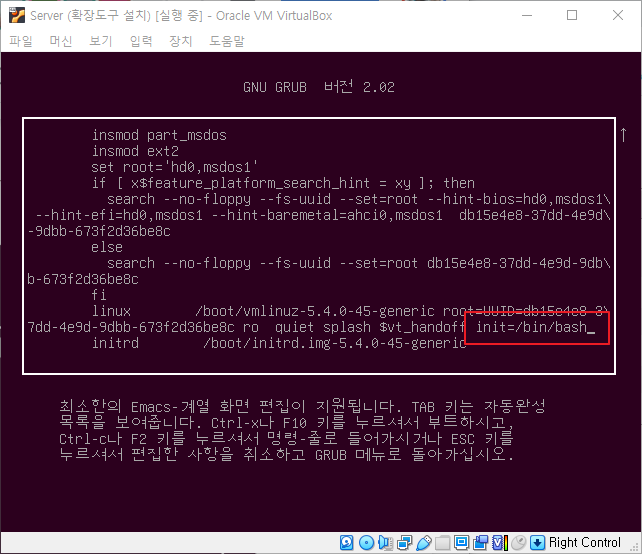 Server (확장도구 설치) [실행 중] - Oracle VM VirtualBox
파일 머신 보기 입력 장치 도움말
GNU GRUB 버전 2.02
insmod part_msdos
insmod ext2
set root='hd0,msdos1'
if [ x$feature_platform_search_hint = xy ]; then
search --no-floppy --fs-uuid --set=root --hint-bios=hd0,msdos1\
--hint-efi=hd0,msdos1 --hint-baremetal=ahci0,msdos1 db15e4e8-37dd-4e9d\
-9dbb-673f2d36be8c
else
search --no-floppy --fs-uuid --set=root db15e4e8-37dd-4e9d-9db\
b-673f2d36be8c
fi
linux /boot/vmlinuz-5.4.0-45-generic root=UUID=db15e4e8-3\
7dd-4e9d-9dbb-673f2d36be8c ro quiet splash $vt_handoff init=/bin/bash_
initrd /boot/initrd.img-5.4.0-45-generic
최소한의 Emacs-계열 화면 편집이 지원됩니다. TAB 키는 자동완성
목록을 보여줍니다. Ctrl-x나 F10 키를 누르셔서 부트하시고,
Ctrl-c나 F2 키를 누르셔서 명령-줄로 들어가시거나 ESC 키를
누르셔서 편집한 사항을 취소하고 GRUB 메뉴로 돌아가십시오.
Right Control